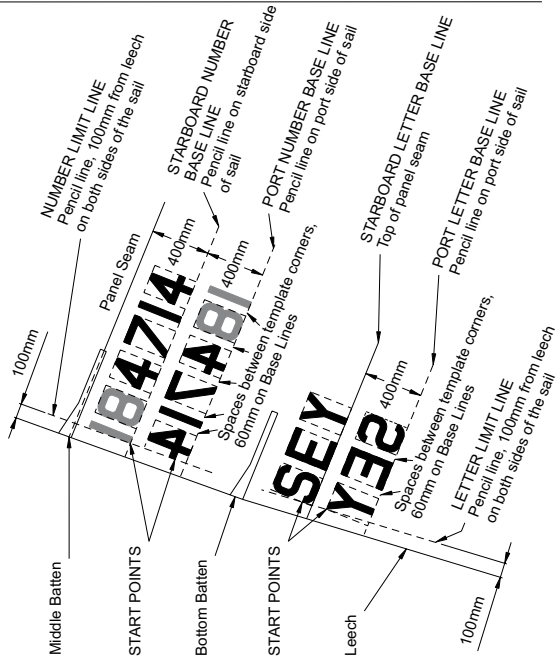 NUMBER LIMIT LINE
Pencil line, 100mm from leech
on both sides of the sail
STARBOARD NUMBER
BASE LINE
Pencil line on starboard side
of sail
PORT NUMBER BASE LINE
Pencil line on port side of sail
STARBOARD LETTER BASE LINE
Top of panel seam
PORT LETTER BASE LINE
Pencil line on port side of sail
100mm
Panel Seam
400mm
184714
400mm
184714
Spaces between template corners,
60mm on Base Lines
SEY
400mm
SEY
Spaces between template corners,
60mm on Base Lines
LETTER LIMIT LINE
Pencil line, 100mm from leech
on both sides of the sail
Middle Batten
START POINTS
Bottom Batten
START POINTS
Leech
100mm